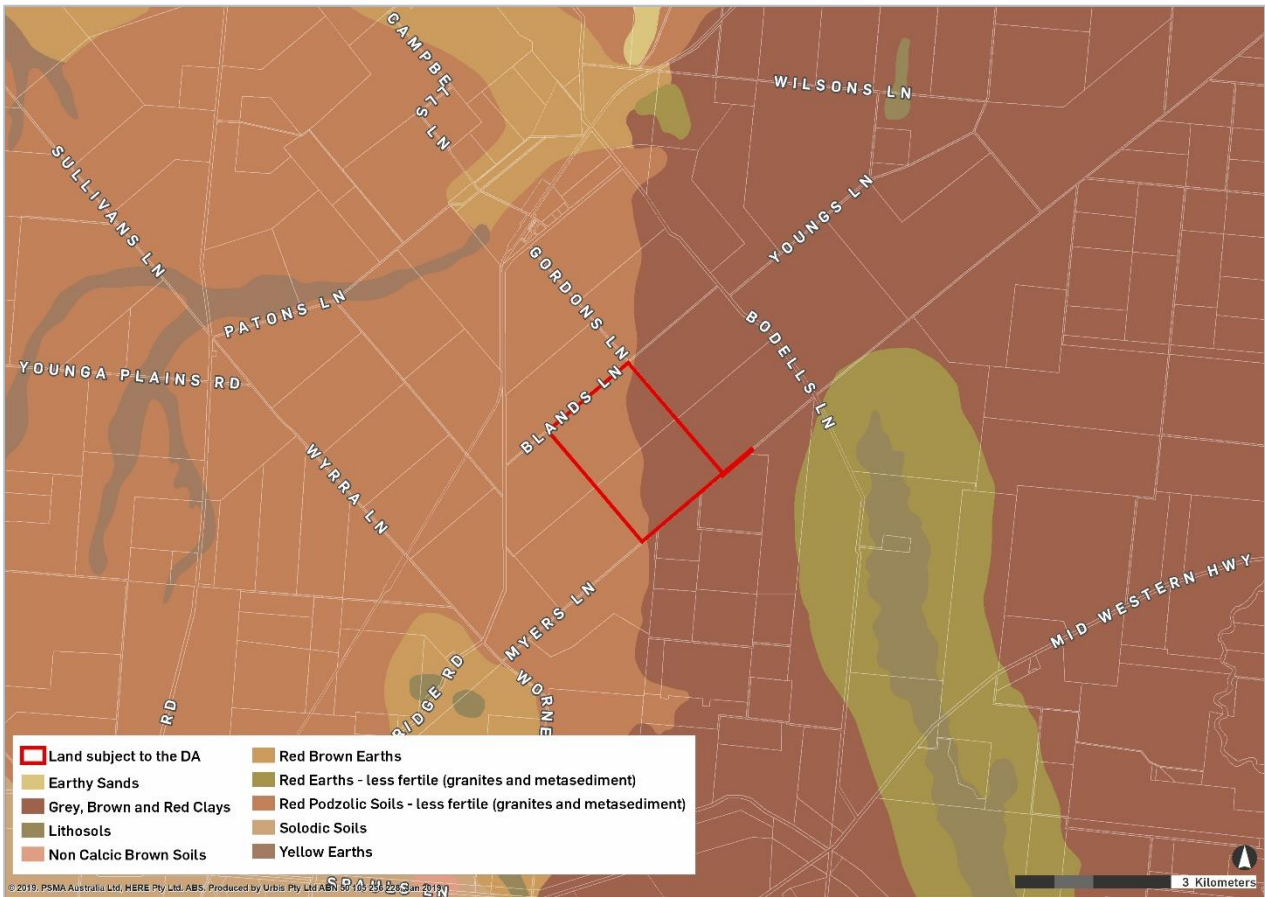 CAMPBELLS LN
WILSONS LN
SULLIVANS LN
YOUNGS LN
GORDONS LN
PATONS LN
BODELLS LN
YOUNGA PLAINS RD
BLANDS LN
WYRRA LN
MID WESTERN HWY
MYERS LN
RIDGE RD
WORNE
RD
Land subject to the DA
Earthy Sands
Grey, Brown and Red Clays
Lithosols
Non Calcic Brown Soils
Red Brown Earths
Red Earths - less fertile (granites and metasediment)
Red Podzolic Soils - less fertile (granites and metasediment)
Solodic Soils
Yellow Earths
3 Kilometers
© 2019. PSMA Australia Ltd, HERE Pty Ltd. ABS. Produced by Urbis Pty Ltd ABN 50 105 256 228, Jan 2019
LN